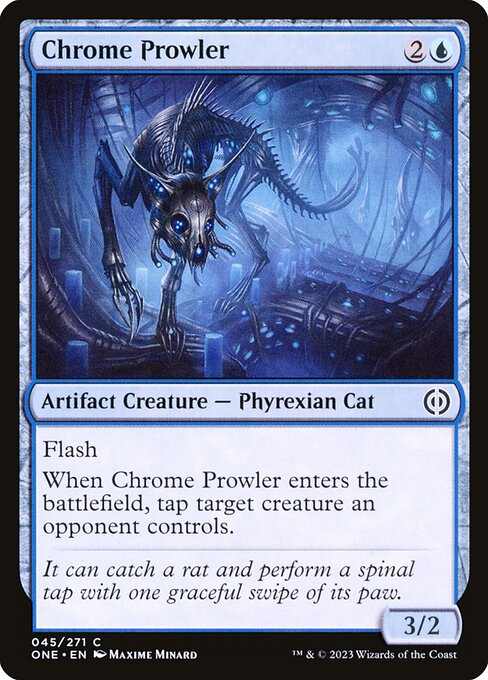 Chrome Prowler 2
Artifact Creature — Phyrexian Cat
Flash
When Chrome Prowler enters the
battlefield, tap target creature an
opponent controls.
It can catch a rat and perform a spinal
tap with one graceful swipe of its paw.
3/2
045/271 C
ONE • EN Maxime Minard
™ & © 2023 Wizards of the Coast